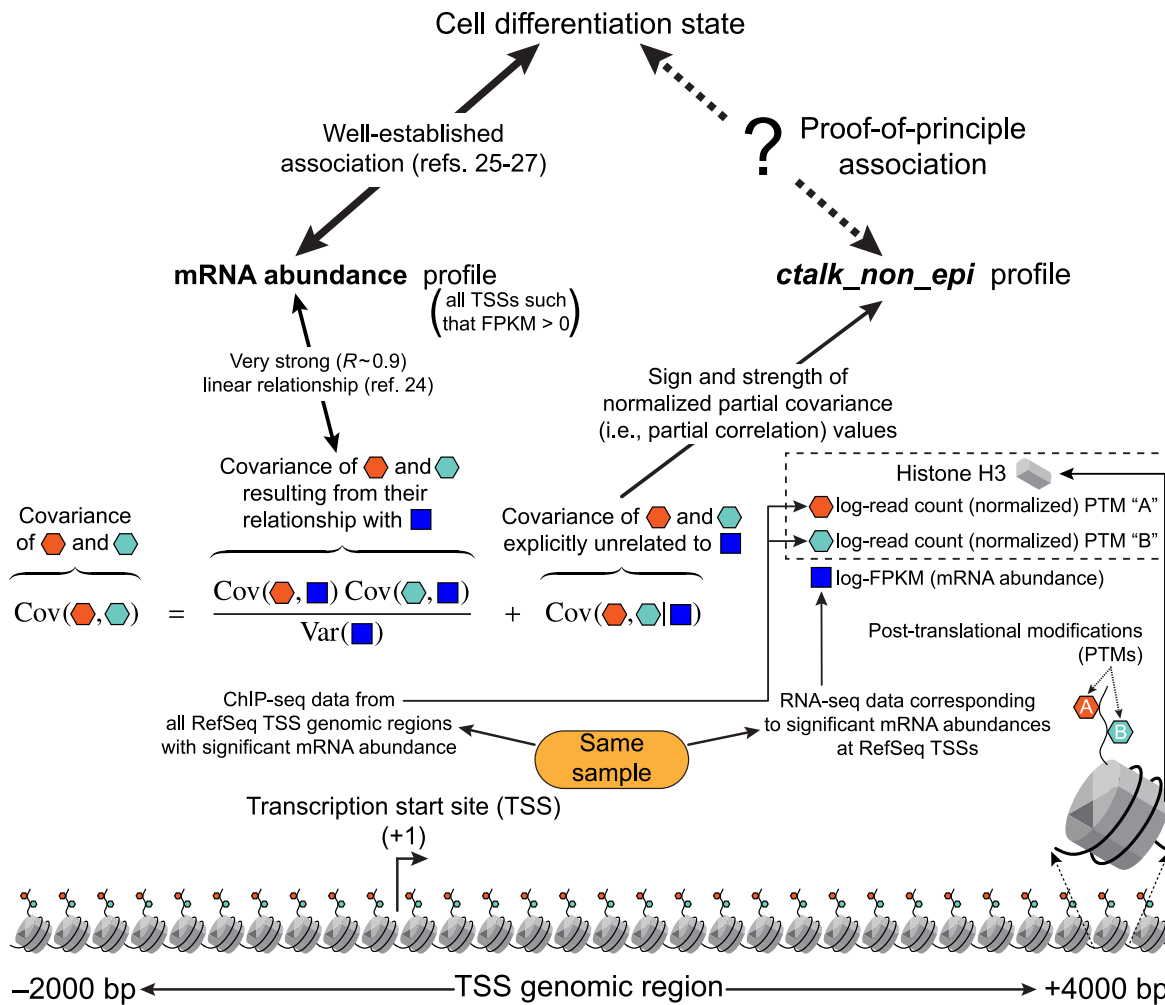 Cell differentiation state
Well-established
association (refs. 25-27)
?
Proof-of-principle
association
mRNA abundance profile
(all TSSs such
that FPKM > 0)
ctalk_non_epi profile
Very strong (R~0.9)
linear relationship (ref. 24)
Sign and strength of
normalized partial covariance
(i.e., partial correlation) values
Covariance
of and
Covariance of and
resulting from their
relationship with
Covariance of and
explicitly unrelated to
Cov( , ) = Cov( , ) Cov( , )
Var( )
+ Cov( , | )
Histone H3
log-read count (normalized) PTM “A”
log-read count (normalized) PTM “B”
log-FPKM (mRNA abundance)
Post-translational modifications
(PTMs)
A
B
ChIP-seq data from
all RefSeq TSS genomic regions
with significant mRNA abundance
Same
sample
RNA-seq data corresponding
to significant mRNA abundances
at RefSeq TSSs
Transcription start site (TSS)
(+1)
–2000 bp
TSS genomic region
+4000 bp